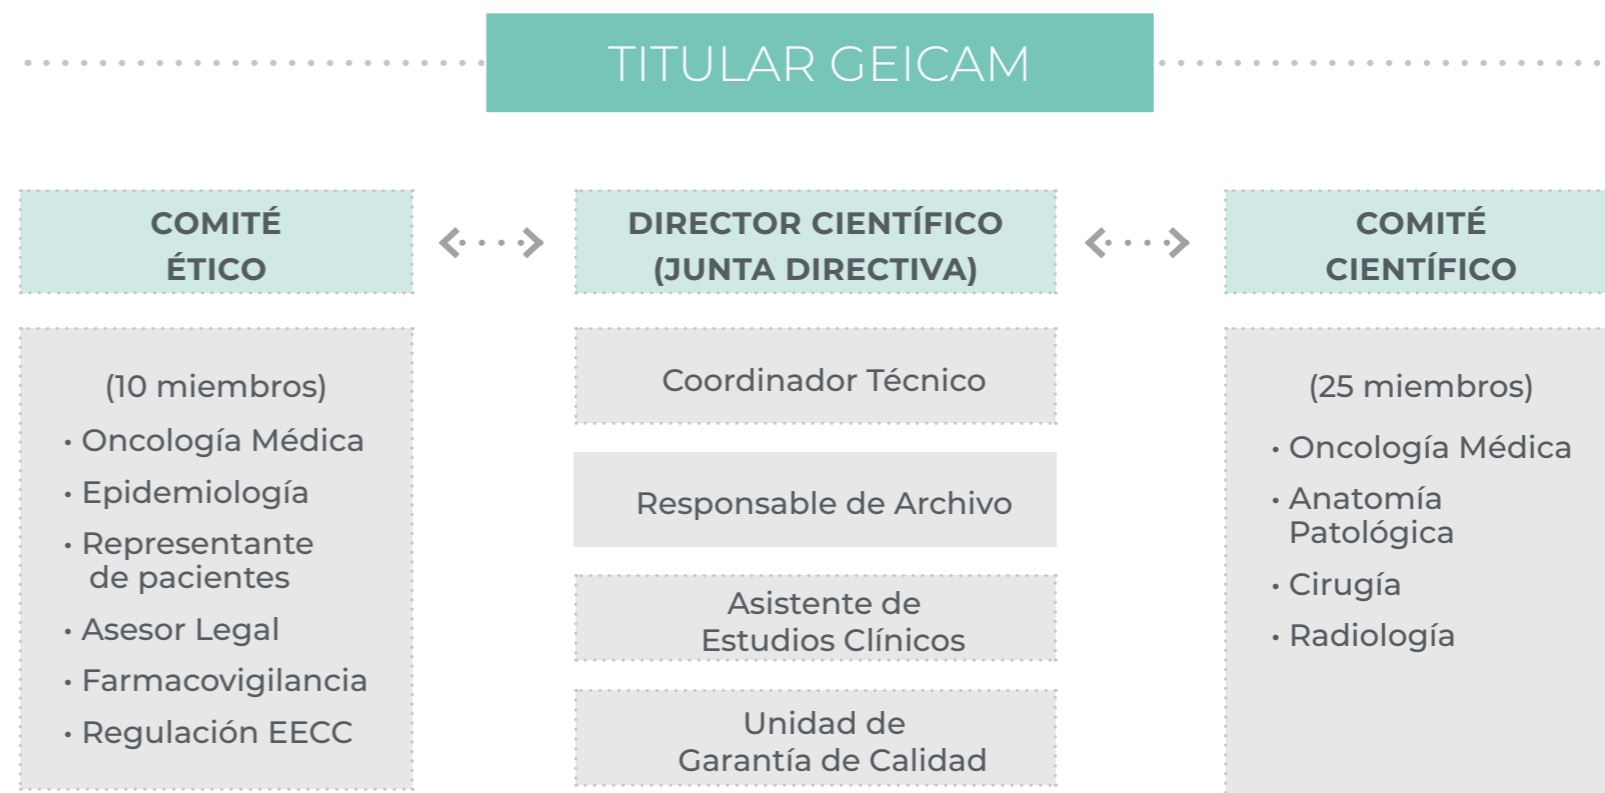 TITULAR GEICAM
COMITÉ
ÉTICO
(10 miembros)
• Oncología Médica
• Epidemiología
• Representante
de pacientes
• Asesor Legal
• Farmacovigilancia
• Regulación EECC
DIRECTOR CIENTÍFICO
(JUNTA DIRECTIVA)
Coordinador Técnico
Responsable de Archivo
Asistente de
Estudios Clínicos
Unidad de
Garantía de Calidad
COMITÉ
CIENTÍFICO
(25 miembros)
• Oncología Médica
• Anatomía
Patológica
• Cirugía
• Radiología